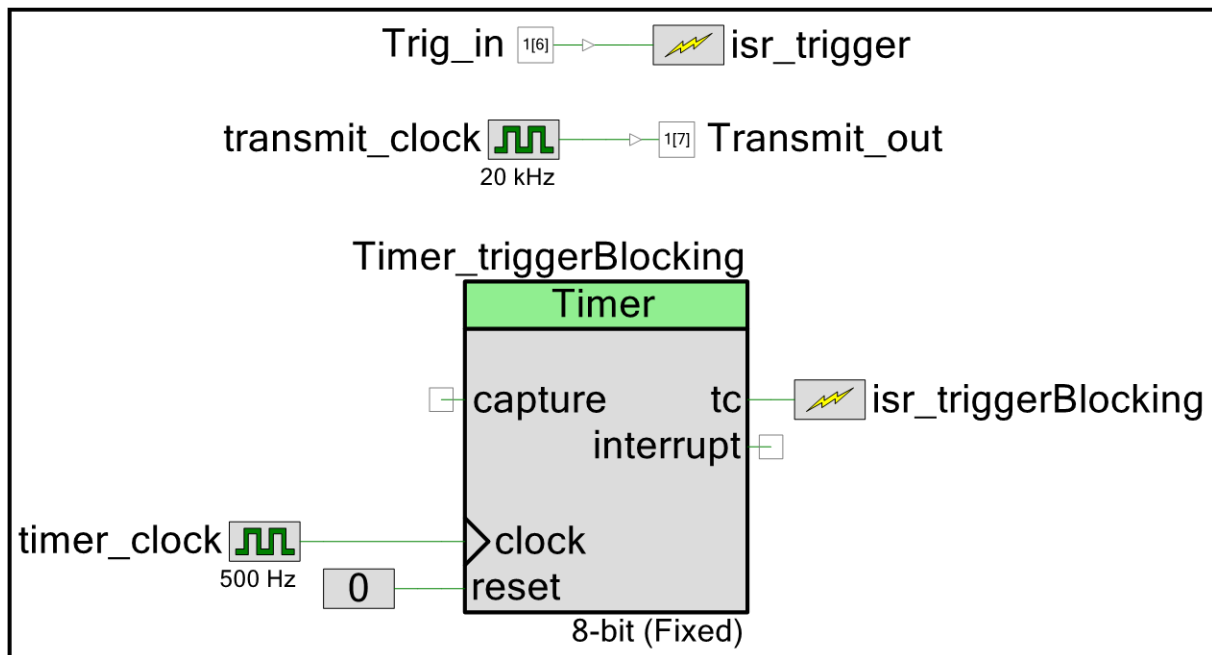 Trig_in 1[6] isr_trigger
transmit_clock 1[7] Transmit_out
20 kHz
Timer_triggerBlocking
Timer
capture tc isr_triggerBlocking
interrupt
timer_clock clock
500 Hz
0 reset
8-bit (Fixed)